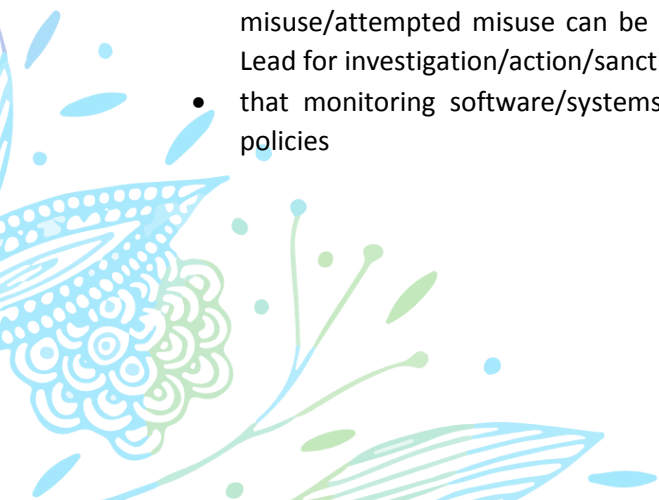 misuse/attempted misuse can be
Lead for investigation/action/sanct
• that monitoring software/systems
policies